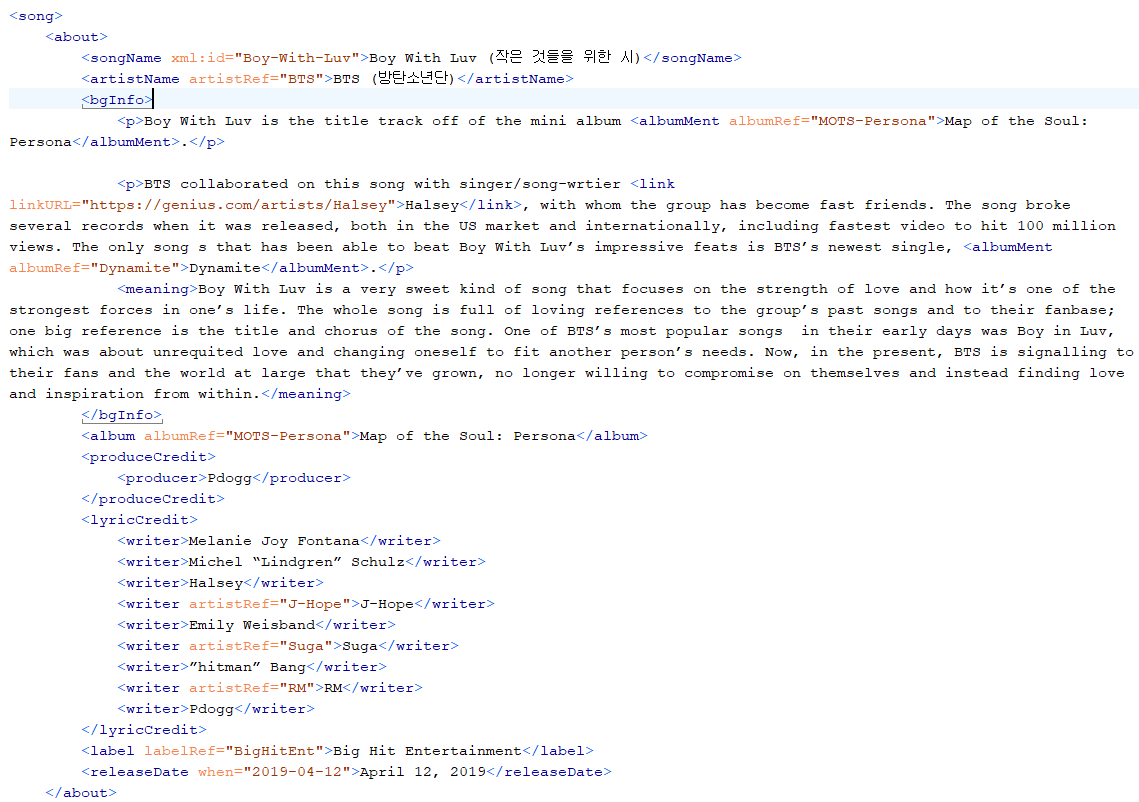 <song>
<about>
<songName xml:id="Boy-With-Luv">Boy With Luv (작은 것들을 위한 시)</songName>
<artistName artistRef="BTS">BTS (방탄소년단)</artistName>
<bgInfo>
<p>Boy With Luv is the title track off of the mini album <albumMent albumRef="MOTS-Persona">Map of the Soul:
Persona</albumMent>.</p>
<p>BTS collaborated on this song with singer/song-wrtier <link
linkURL="https://genius.com/artists/Halsey">Halsey</link>, with whom the group has become fast friends. The song broke
several records when it was released, both in the US market and internationally, including fastest video to hit 100 million
views. The only song s that has been able to beat Boy With Luv’s impressive feats is BTS’s newest single, <albumMent
albumRef="Dynamite">Dynamite</albumMent>.</p>
<meaning>Boy With Luv is a very sweet kind of song that focuses on the strength of love and how it’s one of the
strongest forces in one’s life. The whole song is full of loving references to the group’s past songs and to their fanbase;
one big reference is the title and chorus of the song. One of BTS’s most popular songs  in their early days was Boy in Luv,
which was about unrequited love and changing oneself to fit another person’s needs. Now, in the present, BTS is signalling to
their fans and the world at large that they’ve grown, no longer willing to compromise on themselves and instead finding love
and inspiration from within.</meaning>
</bgInfo>
<album albumRef="MOTS-Persona">Map of the Soul: Persona</album>
<produceCredit>
<producer>Pdogg</producer>
</produceCredit>
<lyricCredit>
<writer>Melanie Joy Fontana</writer>
<writer>Michel “Lindgren” Schulz</writer>
<writer>Halsey</writer>
<writer artistRef="J-Hope">J-Hope</writer>
<writer>Emily Weisband</writer>
<writer artistRef="Suga">Suga</writer>
<writer>”hitman” Bang</writer>
<writer artistRef="RM">RM</writer>
<writer>Pdogg</writer>
</lyricCredit>
<label labelRef="BigHitEnt">Big Hit Entertainment</label>
<releaseDate when="2019-04-12">April 12, 2019</releaseDate>
</about>